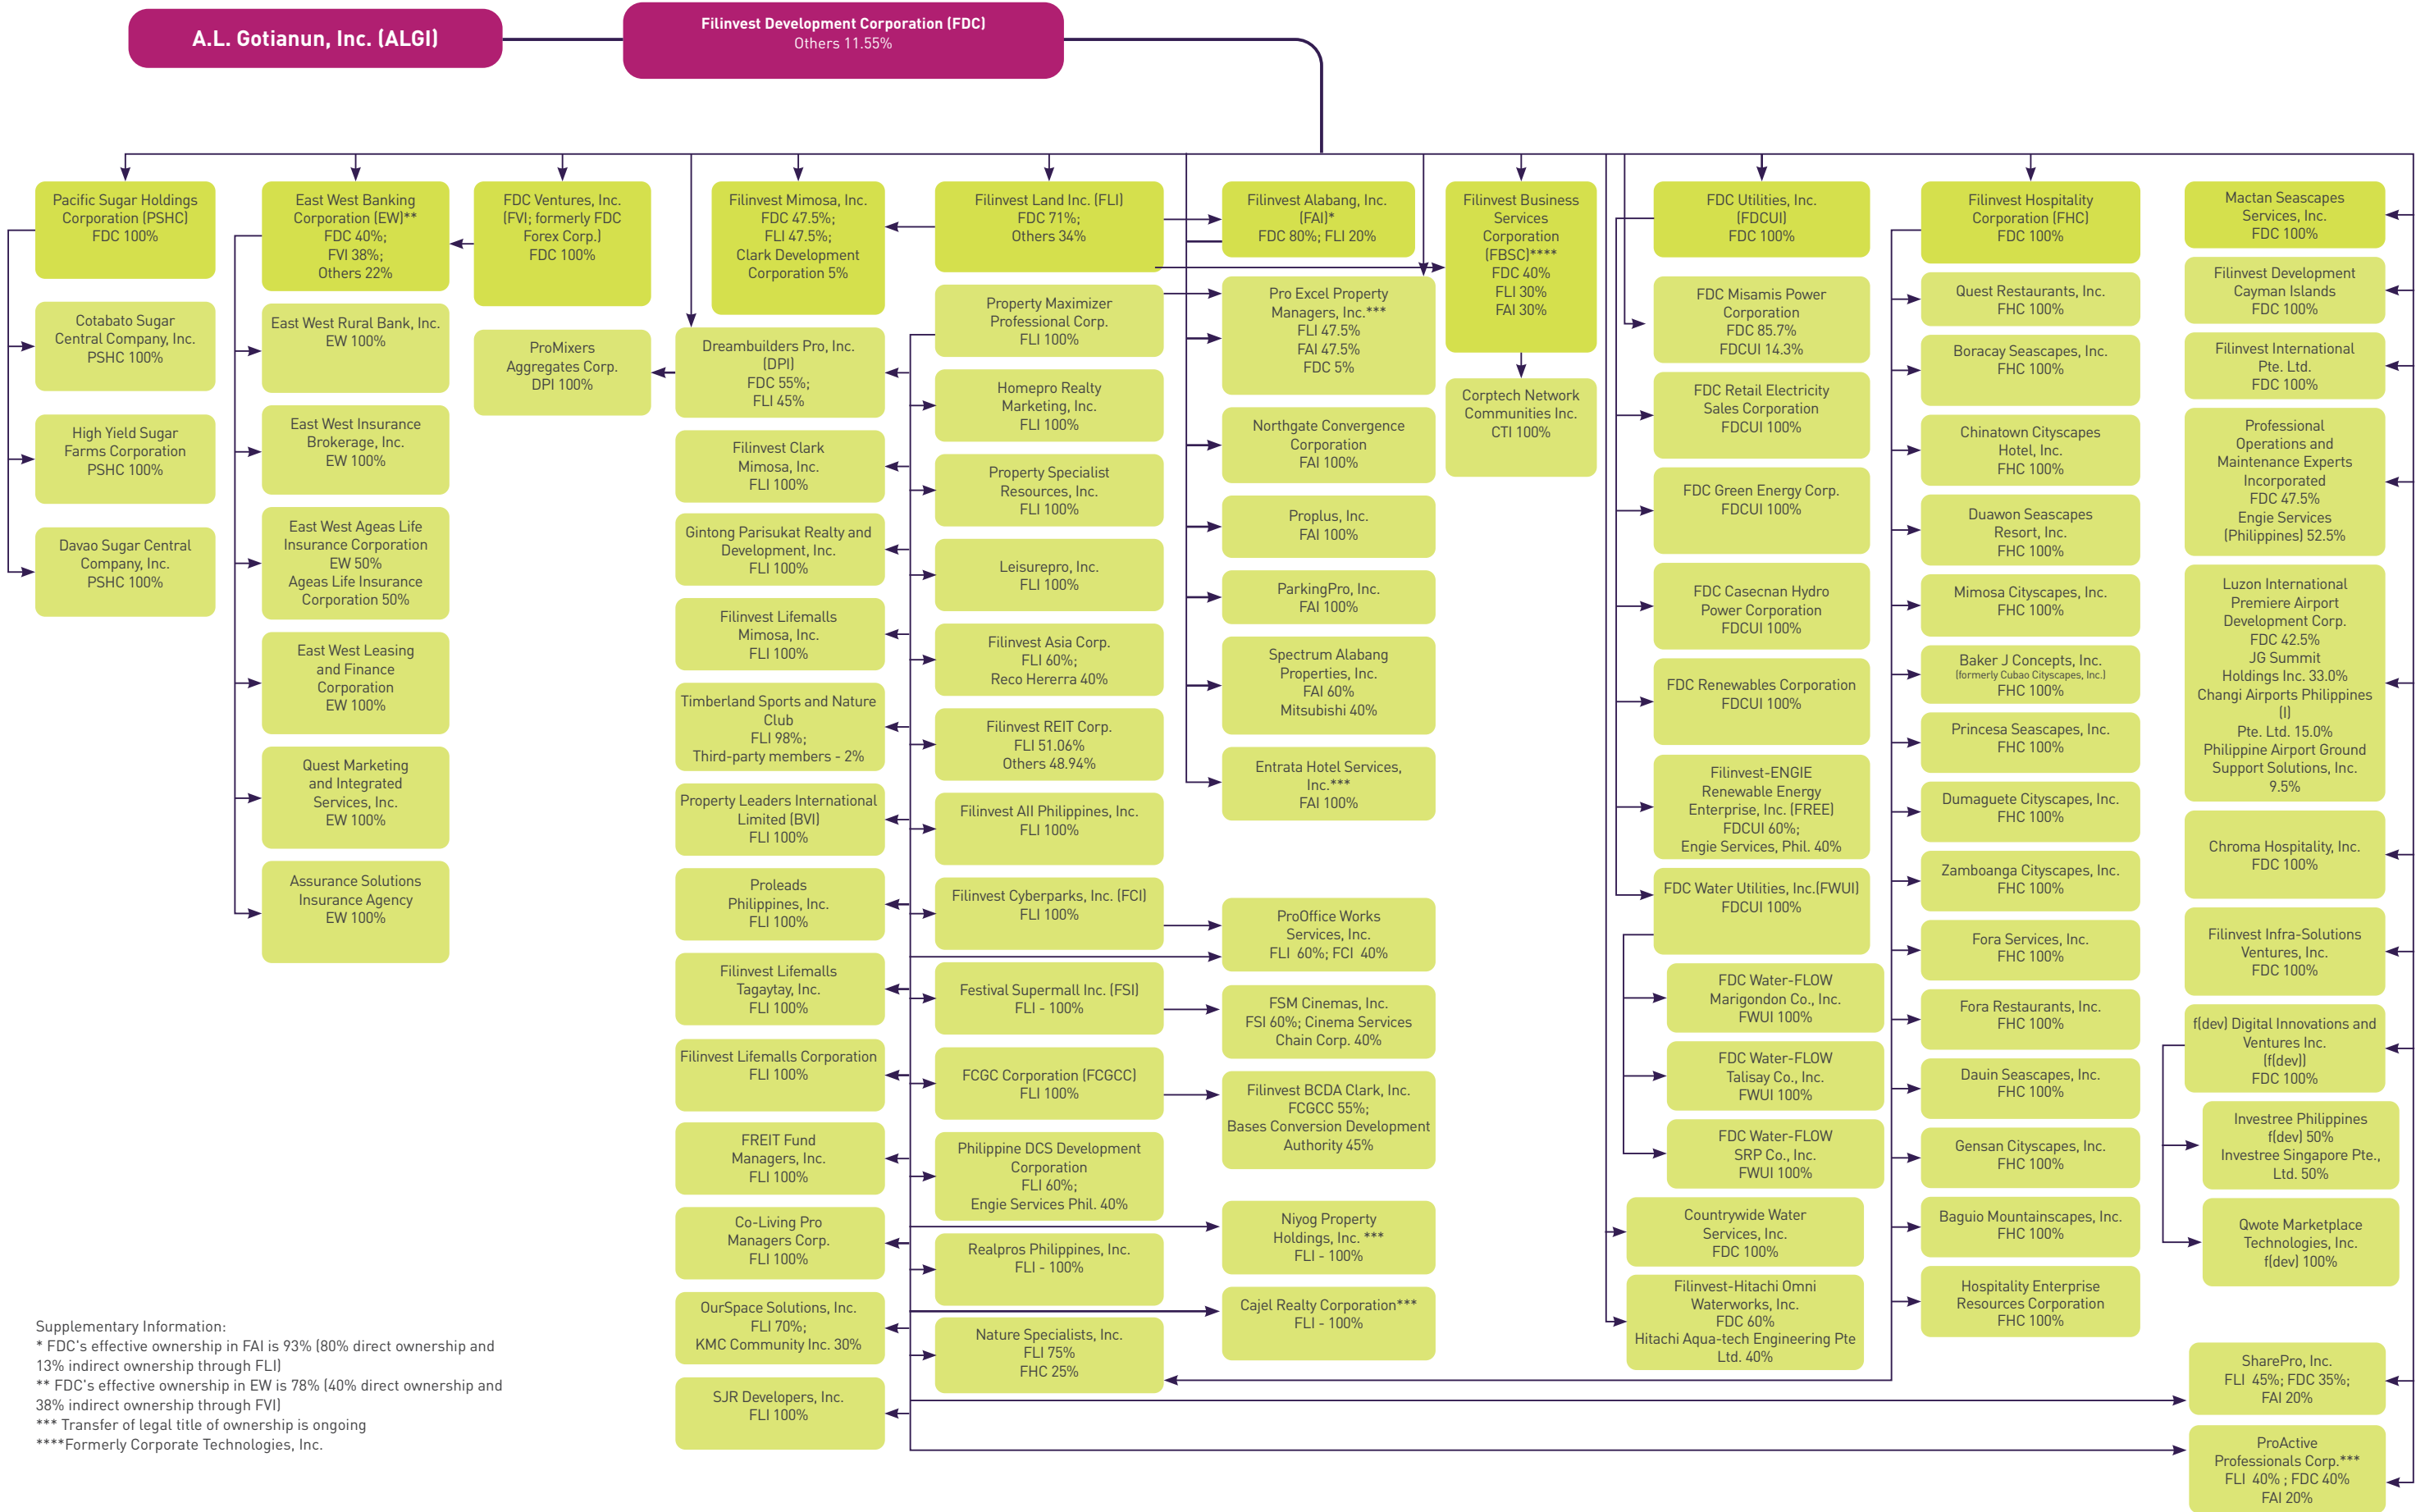 A.L. Gotianun, Inc. (ALGI)
Filinvest Development Corporation (FDC)
Others 11.55%
Pacific Sugar Holdings
Corporation (PSHC)
FDC 100%
Cotabato Sugar
Central Company, Inc.
PSHC 100%
High Yield Sugar
Farms Corporation
PSHC 100%
Davao Sugar Central
Company, Inc.
PSHC 100%
East West Banking
Corporation (EW)**
FDC 40%;
FVI 38%;
Others 22%
East West Rural Bank, Inc.
EW 100%
East West Insurance
Brokerage, Inc.
EW 100%
East West Ageas Life
Insurance Corporation
EW 50%
Ageas Life Insurance
Corporation 50%
East West Leasing
and Finance
Corporation
EW 100%
Quest Marketing
and Integrated
Services, Inc.
EW 100%
Assurance Solutions
Insurance Agency
EW 100%
FDC Ventures, Inc.
(FVI; formerly FDC
Forex Corp.)
FDC 100%
ProMixers
Aggregates Corp.
DPI 100%
Filinvest Mimosa, Inc.
FDC 47.5%;
FLI 47.5%;
Clark Development
Corporation 5%
Dreambuilders Pro, Inc.
(DPI)
FDC 55%;
FLI 45%
Filinvest Clark
Mimosa, Inc.
FLI 100%
Gintong Parisukat Realty and
Development, Inc.
FLI 100%
Filinvest Lifemalls
Mimosa, Inc.
FLI 100%
Timberland Sports and Nature
Club
FLI 98%;
Third-party members - 2%
Property Leaders International
Limited (BVI)
FLI 100%
Proleads
Philippines, Inc.
FLI 100%
Filinvest Lifemalls
Tagaytay, Inc.
FLI 100%
Filinvest Lifemalls Corporation
FLI 100%
FREIT Fund
Managers, Inc.
FLI 100%
Co-Living Pro
Managers Corp.
FLI 100%
OurSpace Solutions, Inc.
FLI 70%;
KMC Community Inc. 30%
SJR Developers, Inc.
FLI 100%
Filinvest Land Inc. (FLI)
FDC 71%;
Others 34%
Property Maximizer
Professional Corp.
FLI 100%
Homepro Realty
Marketing, Inc.
FLI 100%
Property Specialist
Resources, Inc.
FLI 100%
Leisurepro, Inc.
FLI 100%
Filinvest Asia Corp.
FLI 60%;
Reco Hererra 40%
Filinvest REIT Corp.
FLI 51.06%
Others 48.94%
Filinvest AII Philippines, Inc.
FLI 100%
Filinvest Cyberparks, Inc. (FCI)
FLI 100%
Festival Supermall Inc. (FSI)
FLI - 100%
FCGC Corporation (FCGCC)
FLI 100%
Philippine DCS Development
Corporation
FLI 60%;
Engie Services Phil. 40%
Realpros Philippines, Inc.
FLI - 100%
Nature Specialists, Inc.
FLI 75%
FHC 25%
Filinvest Alabang, Inc.
(FAI)*
FDC 80%; FLI 20%
Pro Excel Property
Managers, Inc.***
FLI 47.5%
FAI 47.5%
FDC 5%
Northgate Convergence
Corporation
FAI 100%
Proplus, Inc.
FAI 100%
ParkingPro, Inc.
FAI 100%
Spectrum Alabang
Properties, Inc.
FAI 60%
Mitsubishi 40%
Entrata Hotel Services,
Inc.***
FAI 100%
ProOffice Works
Services, Inc.
FLI 60%; FCI 40%
FSM Cinemas, Inc.
FSI 60%; Cinema Services
Chain Corp. 40%
Filinvest BCDA Clark, Inc.
FCGCC 55%;
Bases Conversion Development
Authority 45%
Niyog Property
Holdings, Inc. ***
FLI - 100%
Cajel Realty Corporation***
FLI - 100%
Filinvest Business
Services
Corporation
(FBSC)****
FDC 40%
FLI 30%
FAI 30%
Corptech Network
Communities Inc.
CTI 100%
FDC Utilities, Inc.
(FDCUI)
FDC 100%
FDC Misamis Power
Corporation
FDC 85.7%
FDCUI 14.3%
FDC Retail Electricity
Sales Corporation
FDCUI 100%
FDC Green Energy Corp.
FDCUI 100%
FDC Casecnan Hydro
Power Corporation
FDCUI 100%
FDC Renewables Corporation
FDCUI 100%
Filinvest-ENGIE
Renewable Energy
Enterprise, Inc. (FREE)
FDCUI 60%;
Engie Services, Phil. 40%
FDC Water Utilities, Inc.(FWUI)
FDCUI 100%
FDC Water-FLOW
Marigondon Co., Inc.
FWUI 100%
FDC Water-FLOW
Talisay Co., Inc.
FWUI 100%
FDC Water-FLOW
SRP Co., Inc.
FWUI 100%
Countrywide Water
Services, Inc.
FDC 100%
Filinvest-Hitachi Omni
Waterworks, Inc.
FDC 60%
Hitachi Aqua-tech Engineering Pte
Ltd. 40%
Filinvest Hospitality
Corporation (FHC)
FDC 100%
Quest Restaurants, Inc.
FHC 100%
Boracay Seascapes, Inc.
FHC 100%
Chinatown Cityscapes
Hotel, Inc.
FHC 100%
Duawon Seascapes
Resort, Inc.
FHC 100%
Mimosa Cityscapes, Inc.
FHC 100%
Baker J Concepts, Inc.
(formerly Cubao Cityscapes, Inc.)
FHC 100%
Princesa Seascapes, Inc.
FHC 100%
Dumaguete Cityscapes, Inc.
FHC 100%
Zamboanga Cityscapes, Inc.
FHC 100%
Fora Services, Inc.
FHC 100%
Fora Restaurants, Inc.
FHC 100%
Dauin Seascapes, Inc.
FHC 100%
Gensan Cityscapes, Inc.
FHC 100%
Baguio Mountainscapes, Inc.
FHC 100%
Hospitality Enterprise
Resources Corporation
FHC 100%
Mactan Seascapes
Services, Inc.
FDC 100%
Filinvest Development
Cayman Islands
FDC 100%
Filinvest International
Pte. Ltd.
FDC 100%
Professional
Operations and
Maintenance Experts
Incorporated
FDC 47.5%
Engie Services
(Philippines) 52.5%
Luzon International
Premiere Airport
Development Corp.
FDC 42.5%
JG Summit
Holdings Inc. 33.0%
Changi Airports Philippines
(I)
Pte. Ltd. 15.0%
Philippine Airport Ground
Support Solutions, Inc.
9.5%
Chroma Hospitality, Inc.
FDC 100%
Filinvest Infra-Solutions
Ventures, Inc.
FDC 100%
f(dev) Digital Innovations and
Ventures Inc.
(f(dev))
FDC 100%
Investree Philippines
f(dev) 50%
Investree Singapore Pte.,
Ltd. 50%
Qwote Marketplace
Technologies, Inc.
f(dev) 100%
SharePro, Inc.
FLI 45%; FDC 35%;
FAI 20%
ProActive
Professionals Corp.***
FLI 40% ; FDC 40%
FAI 20%
Supplementary Information:
* FDC's effective ownership in FAI is 93% (80% direct ownership and
13% indirect ownership through FLI)
** FDC's effective ownership in EW is 78% (40% direct ownership and
38% indirect ownership through FVI)
*** Transfer of legal title of ownership is ongoing
****Formerly Corporate Technologies, Inc.